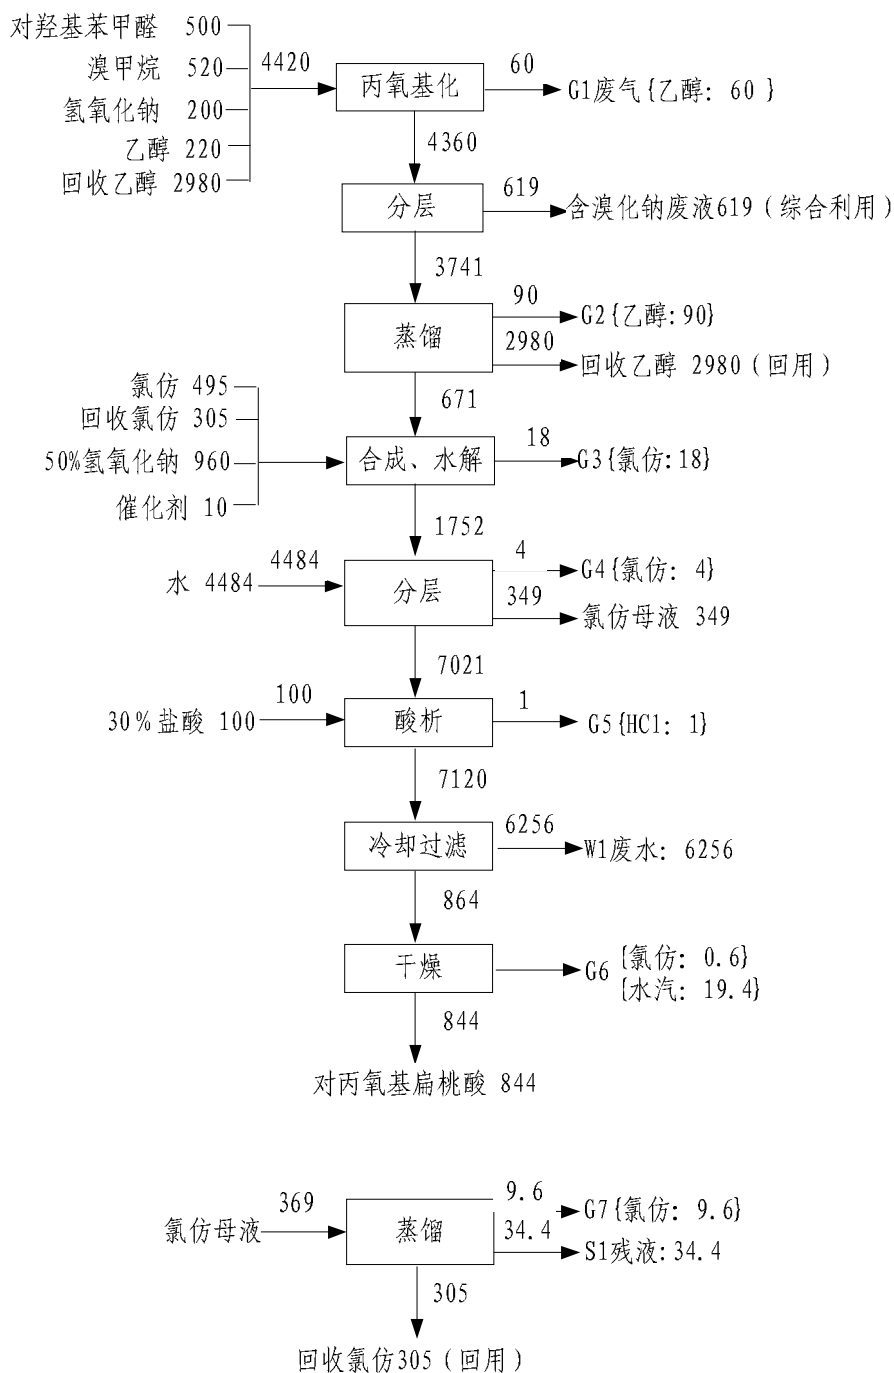 对羟基苯甲醛 500
溴甲烷 520
氢氧化钠 200
乙醇 220
回收乙醇 2980
4420
丙氧基化
60
G1废气{乙醇: 60 }
4360
分层
619
含溴化钠废液619(综合利用)
3741
蒸馏
90
G2{乙醇:90}
2980
回收乙醇 2980(回用)
671
氯仿 495
回收氯仿 305
50%氢氧化钠 960
催化剂 10
合成、水解
18
G3{氯仿:18}
1752
水 4484
4484
分层
4
G4{氯仿: 4}
349
氯仿母液 349
7021
30%盐酸 100
100
酸析
1
G5{HCl: 1}
7120
冷却过滤
6256
W1废水: 6256
864
干燥
G6
{氯仿: 0.6}
{水汽: 19.4}
844
对丙氧基扁桃酸 844
氯仿母液
369
蒸馏
9.6
G7{氯仿: 9.6}
34.4
S1残液:34.4
305
回收氯仿305(回用)